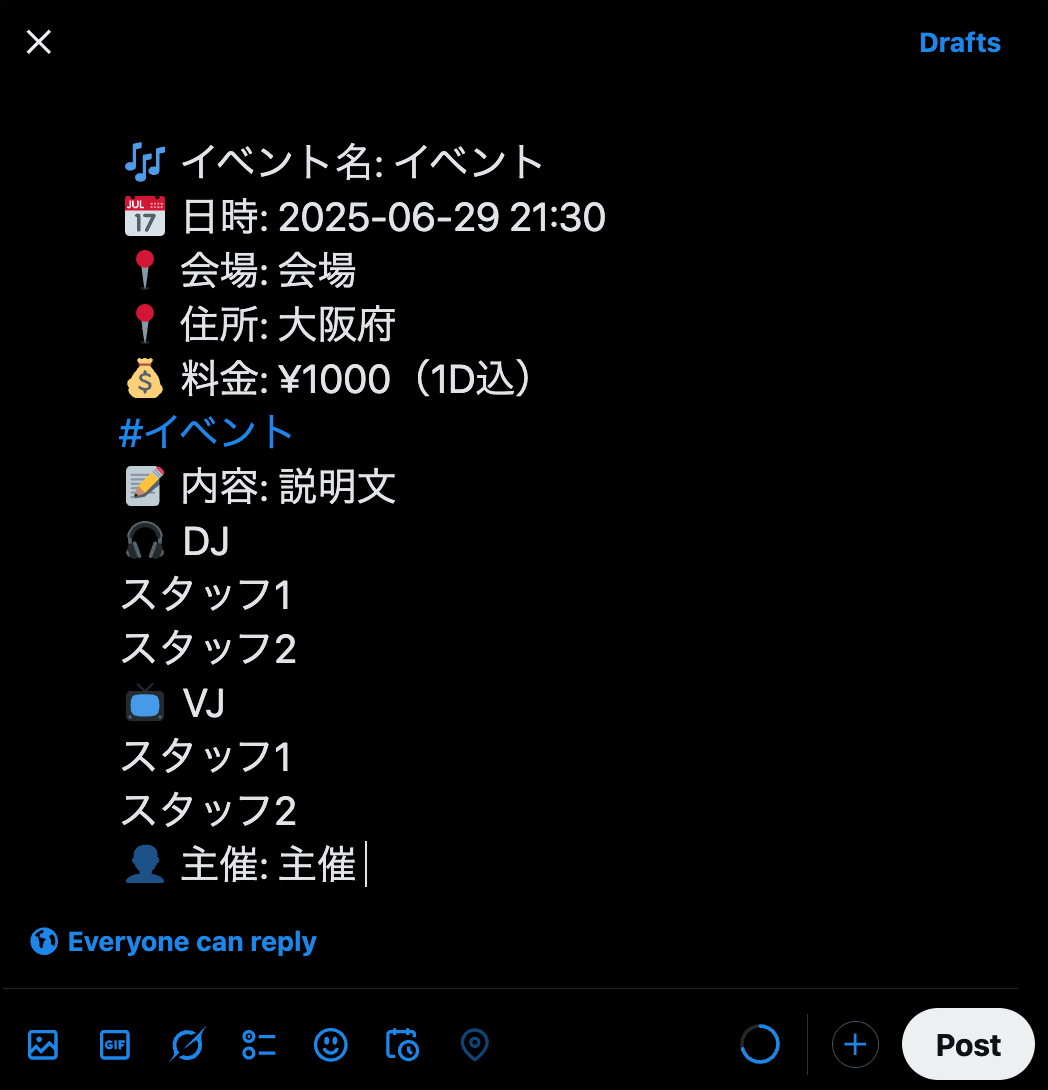 Drafts
🎶 イベント名: イベント
📅 日時: 2025-06-29 21:30
📍 会場: 会場
📍 住所: 大阪府
💰 料金: ¥1000（1D込）
#イベント
📝 内容: 説明文
🎧 DJ
スタッフ1
スタッフ2
📺 VJ
スタッフ1
スタッフ2
👤 主催: 主催
Everyone can reply
GIF
Post